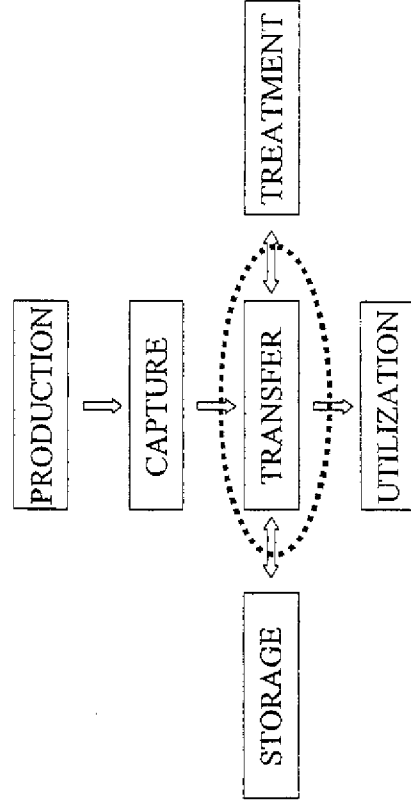 PRODUCTION
CAPTURE
STORAGE
TRANSFER
TREATMENT
UTILIZATION